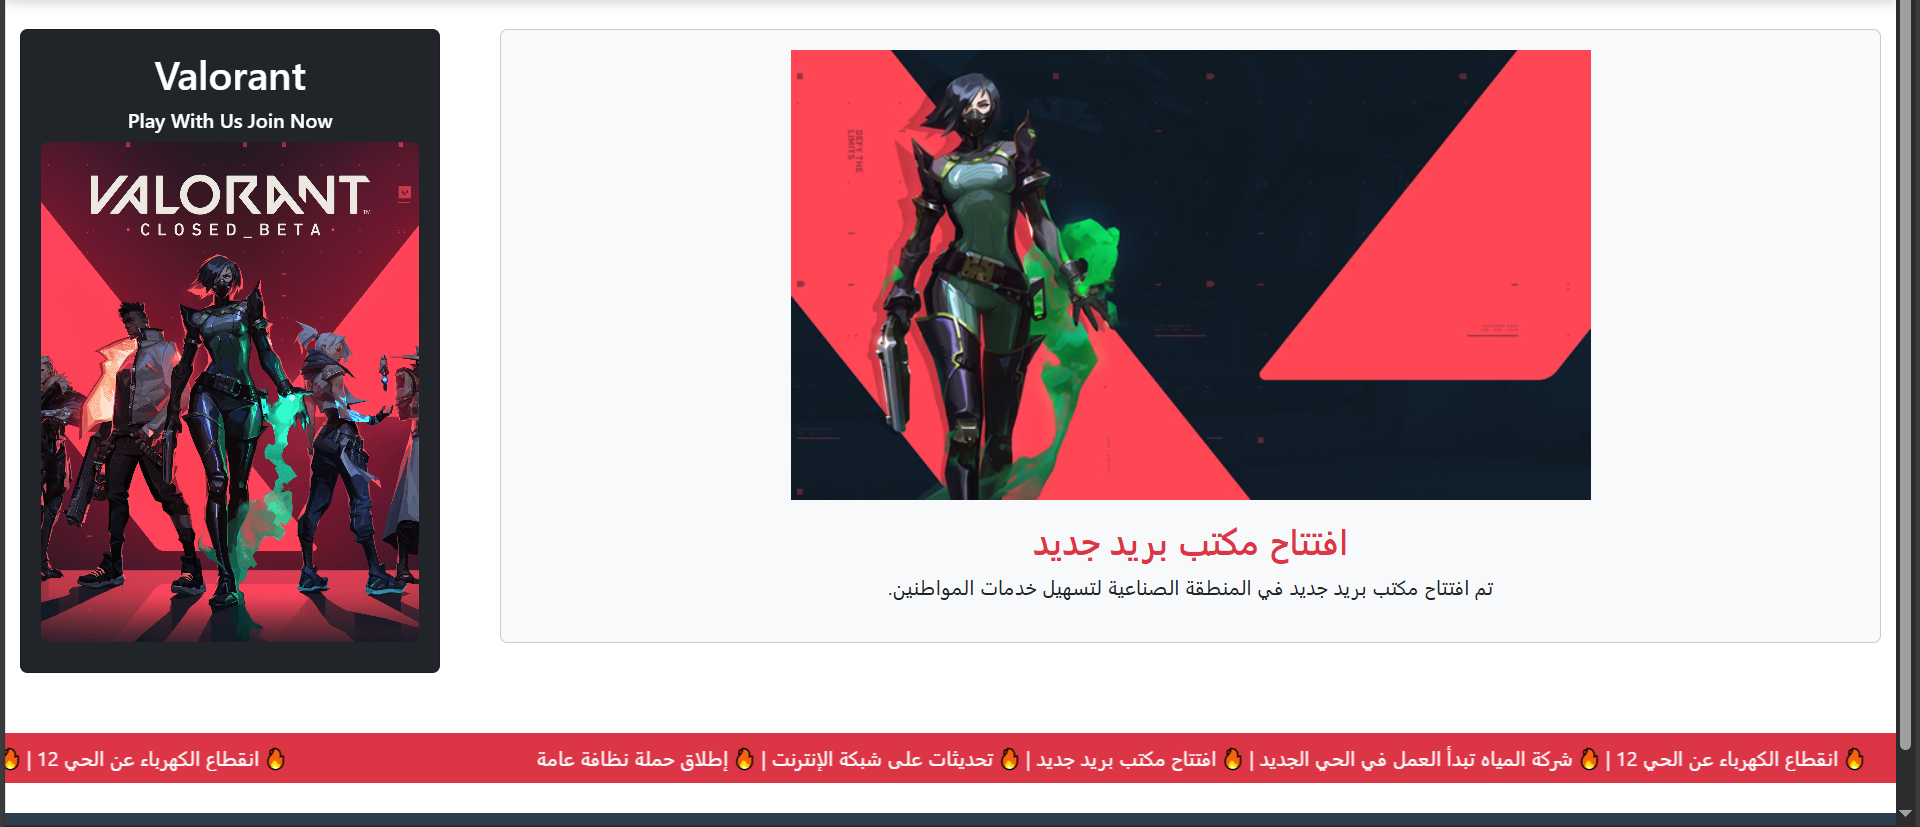 Valorant
Play With Us Join Now
VALORANT
CLOSED_BETA
DEFY THE
LIMITS
افتتاح مكتب بريد جديد
تم افتتاح مكتب بريد جديد في المنطقة الصناعية لتسهيل خدمات المواطنين.
🔥 انقطاع الكهرباء عن الحي 12 | 🔥 شركة المياه تبدأ العمل في الحي الجديد | 🔥 افتتاح مكتب بريد جديد | 🔥 تحديثات على شبكة الإنترنت | 🔥 إطلاق حملة نظافة عامة 🔥 انقطاع الكهرباء عن الحي 12 | 🔥